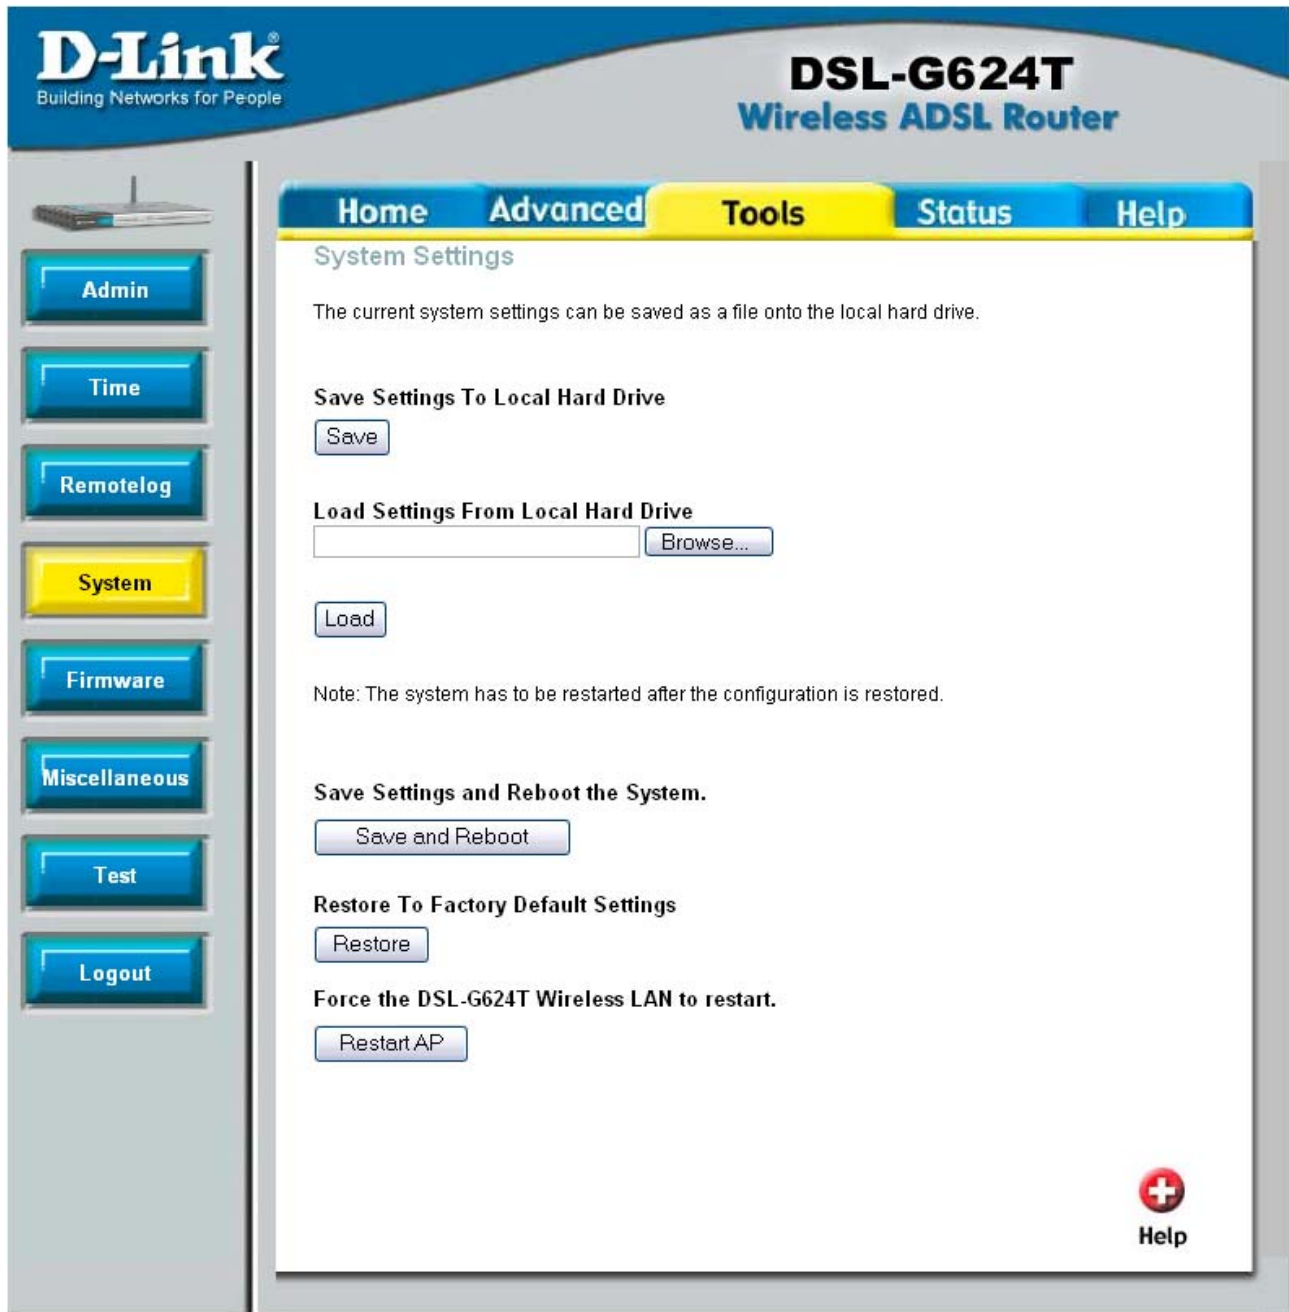 D-Link®
Building Networks for People
DSL-G624T
Wireless ADSL Router
Home
Advanced
Tools
Status
Help
Admin
Time
Remotelog
System
Firmware
Miscellaneous
Test
Logout
System Settings
The current system settings can be saved as a file onto the local hard drive.
Save Settings To Local Hard Drive
Save
Load Settings From Local Hard Drive
Browse...
Load
Note: The system has to be restarted after the configuration is restored.
Save Settings and Reboot the System.
Save and Reboot
Restore To Factory Default Settings
Restore
Force the DSL-G624T Wireless LAN to restart.
Restart AP
Help